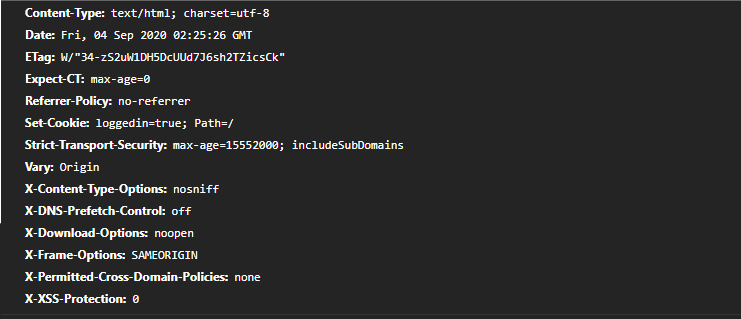 Content-Type: text/html; charset=utf-8
Date: Fri, 04 Sep 2020 02:25:26 GMT
ETag: W/"34-zS2uW1DH5DcUUd7J6sh2TZicsCk"
Expect-CT: max-age=0
Referrer-Policy: no-referrer
Set-Cookie: loggedin=true; Path=/
Strict-Transport-Security: max-age=15552000; includeSubDomains
Vary: Origin
X-Content-Type-Options: nosniff
X-DNS-Prefetch-Control: off
X-Download-Options: noopen
X-Frame-Options: SAMEORIGIN
X-Permitted-Cross-Domain-Policies: none
X-XSS-Protection: 0